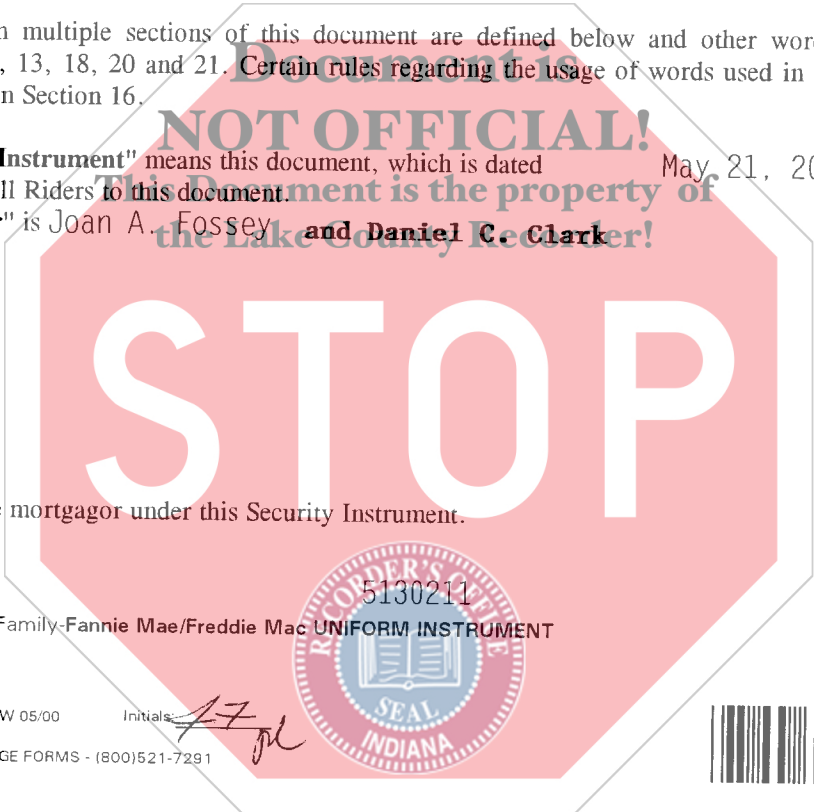 n multiple sections of this document are defined below and other wor
, 13, 18, 20 and 21. Certain rules regarding the usage of words used in
n Section 16.
Document is
NOT OFFICIAL!
This Document is the property of
the Lake County Recorder!
Instrument" means this document, which is dated May 21, 20
ll Riders to this document.
" is Joan A. Fossey and Daniel C. Clark
STOP
mortgagor under this Security Instrument.
5130211
Family-Fannie Mae/Freddie Mac UNIFORM INSTRUMENT
RECORDER'S OFFICE
SEAL
INDIANA
W 05/00 Initials:
GE FORMS - (800)521-7291